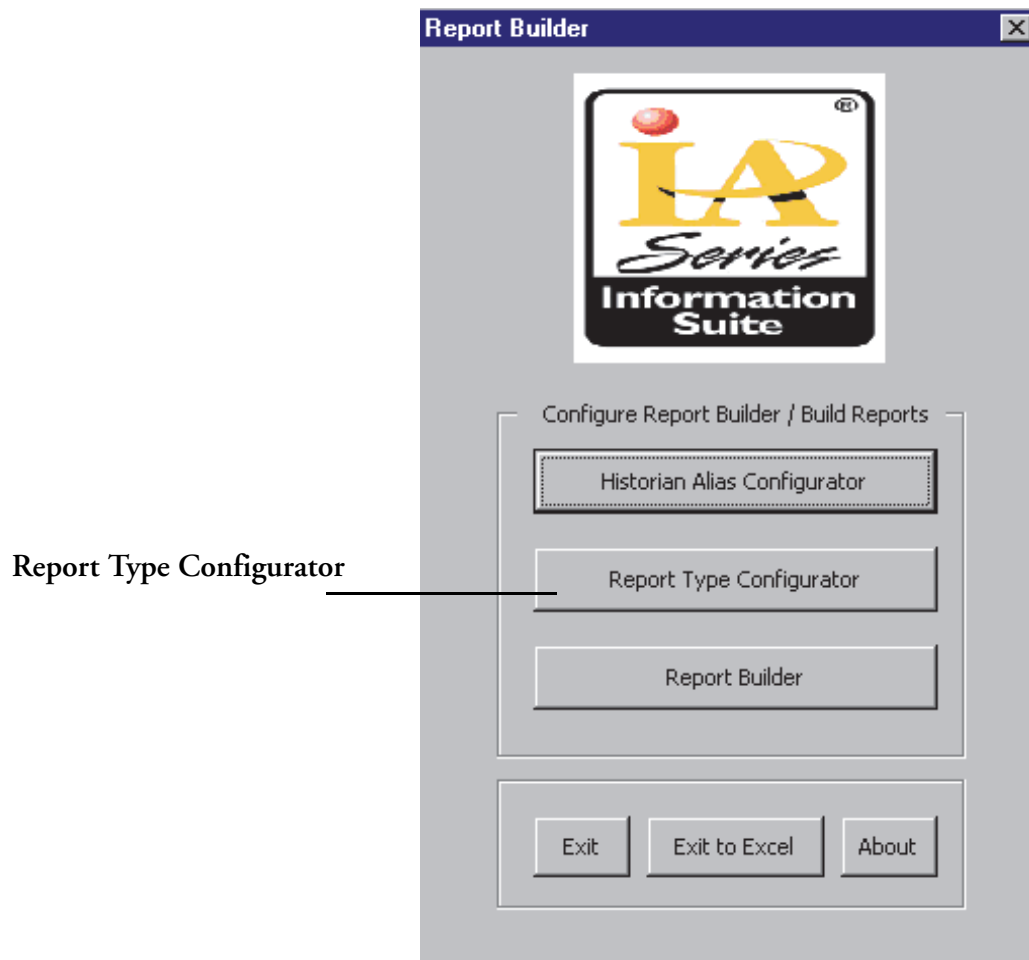 Report Builder
®
iA
Series
Information
Suite
Configure Report Builder / Build Reports
Historian Alias Configurator
Report Type Configurator
Report Type Configurator
Report Builder
Exit
Exit to Excel
About